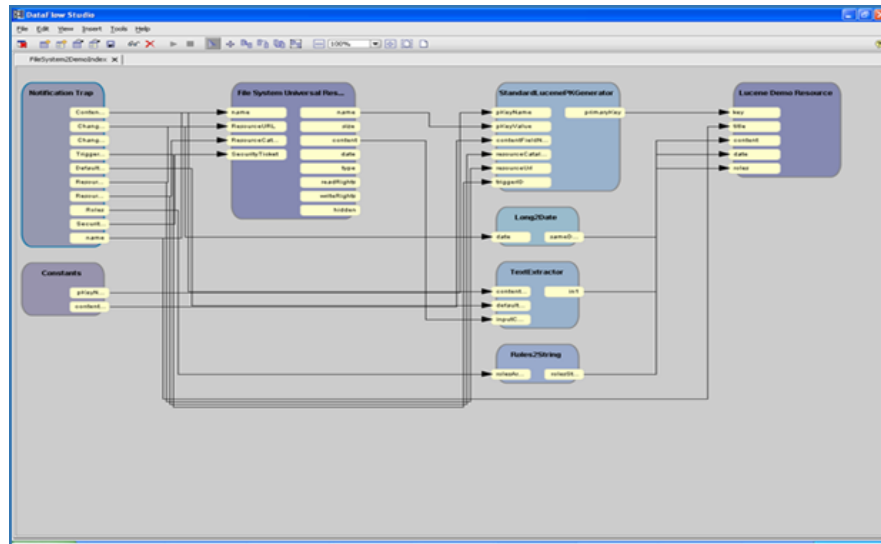 DataFlow Studio
File Edit View Insert Tools Help
100%
FileSystem2DemoIndex
Notification Trap
Conten...
Chang...
Chang...
Trigger...
Default...
Resour...
Resour...
Roles
Securit...
name
Constants
pKeyN...
content...
File System Universal Res...
name name
ResourceURL size
ResourceCat... content
SecurityTicket date
type
readRights
writeRights
hidden
StandardLucenePKGenerator
pKeyName primaryKey
pKeyValue
contentFieldN...
resourceCatal...
resourceUrl
triggerID
Long2Date
date sameD...
TextExtractor
content...
default...
inputC...
Roles2String
rolesAr... rolesSt...
Lucene Demo Resource
key
title
content
date
roles